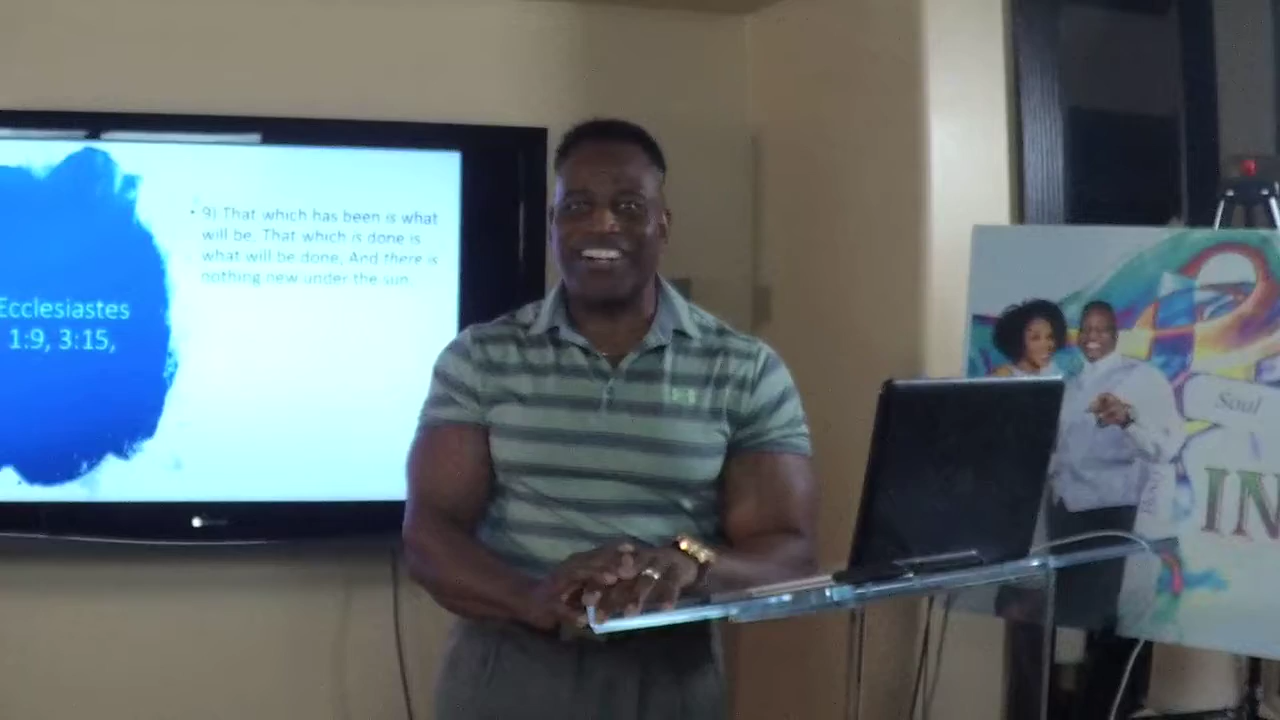 Ecclesiastes
1:9, 3:15,
• 9) That which has been is what
will be, That which is done is
what will be done, And there is
nothing new under the sun.
Soul
IN